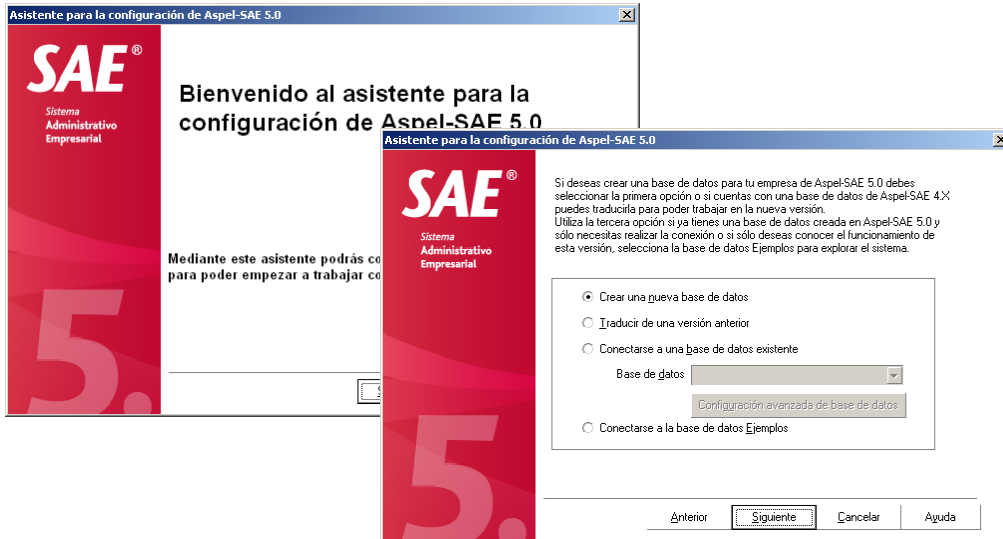 Asistente para la configuración de Aspel-SAE 5.0
SAE®
Sistema
Administrativo
Empresarial
Bienvenido al asistente para la
configuración de Aspel-SAE 5.0
Mediante este asistente podrás
para poder empezar a trabajar
5.
Asistente para la configuración de Aspel-SAE 5.0
SAE®
Sistema
Administrativo
Empresarial
5.
Si deseas crear una base de datos para tu empresa de Aspel-SAE 5.0 debes
seleccionar la primera opción o si cuentas con una base de datos de Aspel-SAE 4.X
puedes traducirla para poder trabajar en la nueva versión.
Utiliza la tercera opción si ya tienes una base de datos creada en Aspel-SAE 5.0 y
sólo necesitas realizar la conexión o si sólo deseas conocer el funcionamiento de
esta versión, selecciona la base de datos Ejemplos para explorar el sistema.
Crear una nueva base de datos
Traducir de una versión anterior
Conectarse a una base de datos existente
Base de datos
Configuración avanzada de base de datos
Conectarse a la base de datos Ejemplos
Anterior
Siguiente
Cancelar
Ayuda